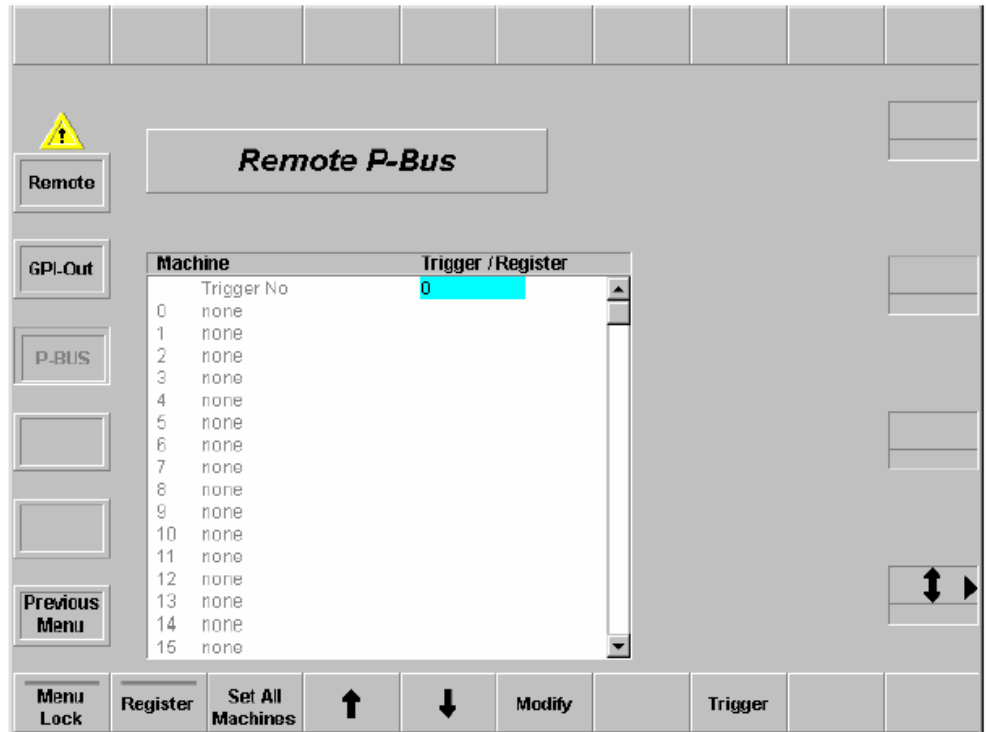 Remote P-Bus
Remote
GPI-Out
P-BUS
Previous
Menu
Machine Trigger / Register
Trigger No 0
0 none
1 none
2 none
3 none
4 none
5 none
6 none
7 none
8 none
9 none
10 none
11 none
12 none
13 none
14 none
15 none
Menu
Lock
Register
Set All
Machines
Modify
Trigger